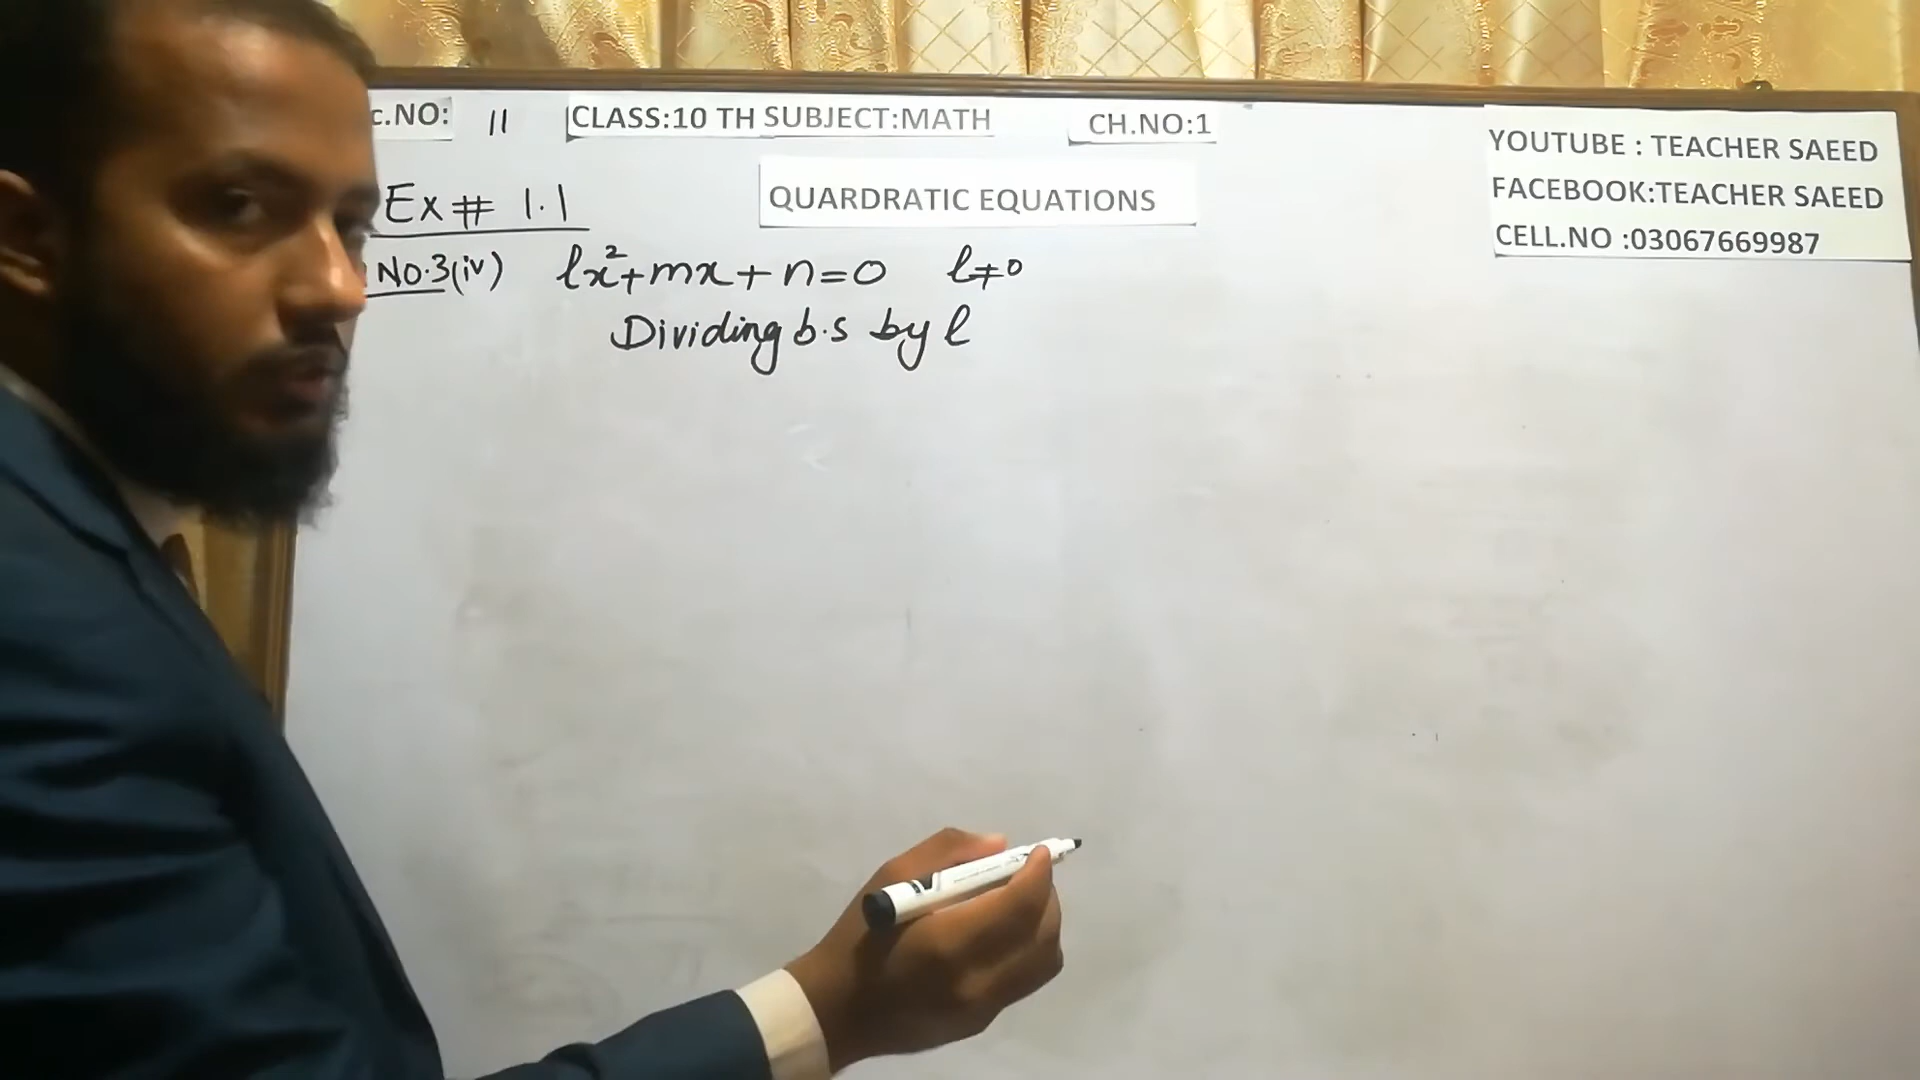 c.NO: 11 CLASS:10 TH SUBJECT:MATH CH.NO:1
QUARDRATIC EQUATIONS
YOUTUBE : TEACHER SAEED
FACEBOOK:TEACHER SAEED
CELL.NO :03067669987
Ex# 1.1
No.3(iv) lx²+mx+n=0 l≠0
Dividing b.s by l